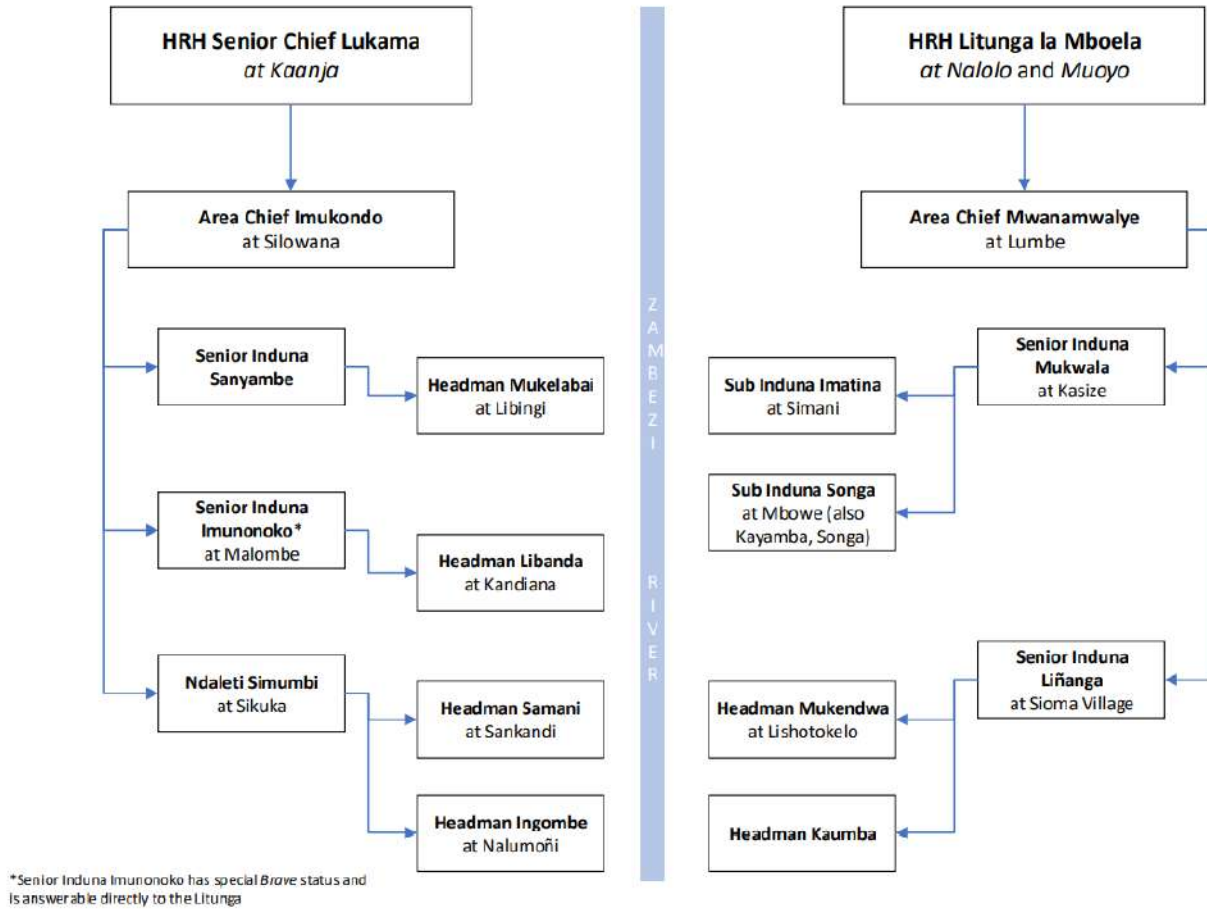 HRH Senior Chief Lukama
at Kaanja
Area Chief Imukondo
at Silowana
Senior Induna
Sanyambe
Headman Mukelabai
at Libingi
Senior Induna
Imunonoko*
at Malombe
Headman Libanda
at Kandiana
Ndaleti Simumbi
at Sikuka
Headman Samani
at Sankandi
Headman Ingombe
at Nalumoñi
*Senior Induna Imunonoko has special Brave status and
is answerable directly to the Litunga
ZAMBEZI
RIVER
HRH Litunga la Mboela
at Nalolo and Muoyo
Area Chief Mwanamwalye
at Lumbe
Senior Induna
Mukwala
at Kasize
Sub Induna Imatina
at Simani
Sub Induna Songa
at Mbowe (also
Kayamba, Songa)
Senior Induna
Liñanga
at Sioma Village
Headman Mukendwa
at Lishotokelo
Headman Kaumba